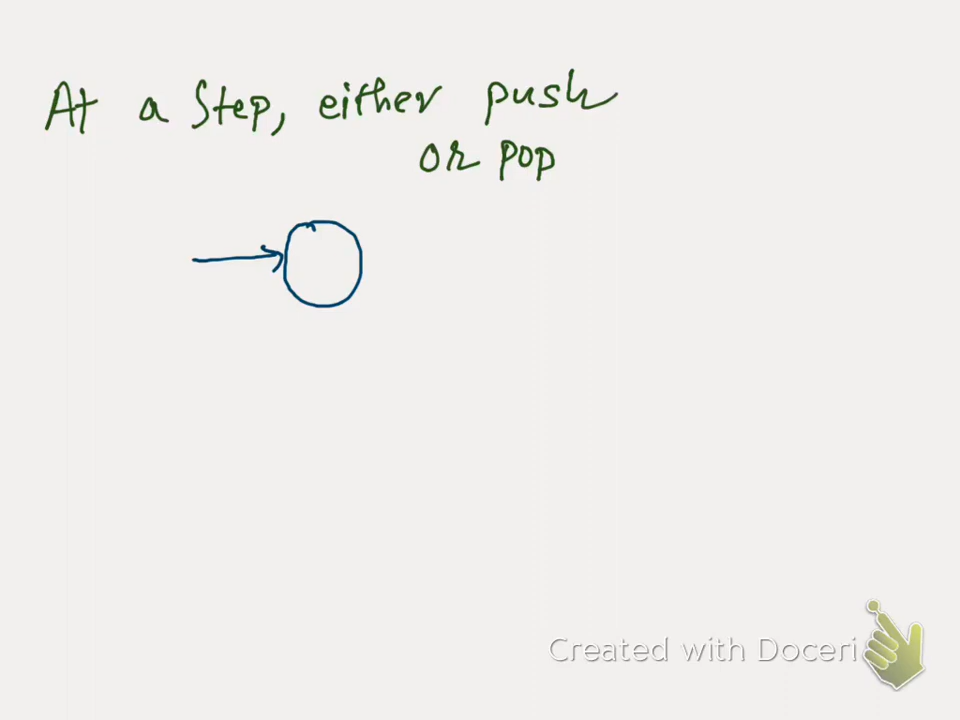 At a Step, either push
or pop
Created with Doceri